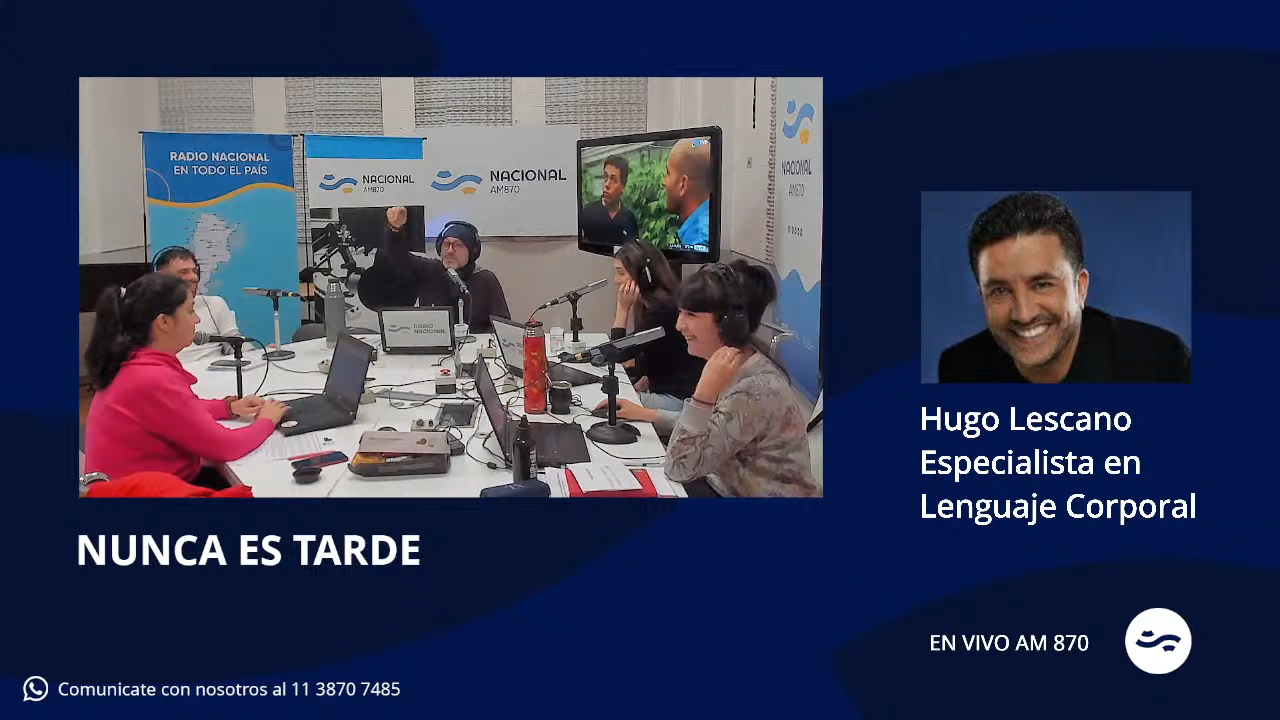 RADIO NACIONAL
EN TODO EL PAÍS
NACIONAL
AM870
NACIONAL
AM870
NACIONAL
AM870
RADIO
NACIONAL
Hugo Lescano
Especialista en
Lenguaje Corporal
NUNCA ES TARDE
EN VIVO AM 870
Comunicate con nosotros al 11 3870 7485